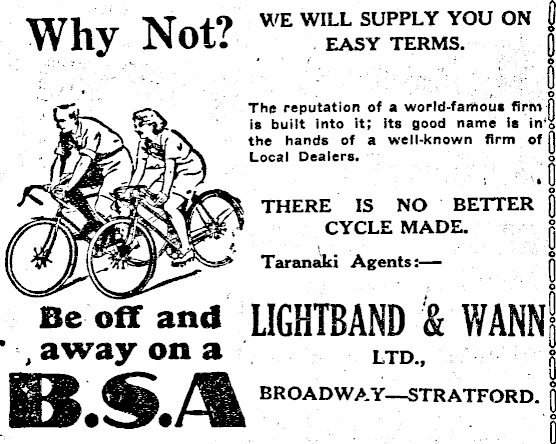 Why Not?
Be off and
away on a
B.S.A
WE WILL SUPPLY YOU ON
EASY TERMS.
The reputation of a world-famous firm
is built into it; its good name is in
the hands of a well-known firm of
Local Dealers.
THERE IS NO BETTER
CYCLE MADE.
Taranaki Agents:—
LIGHTBAND & WANN
LTD.,
BROADWAY—STRATFORD.